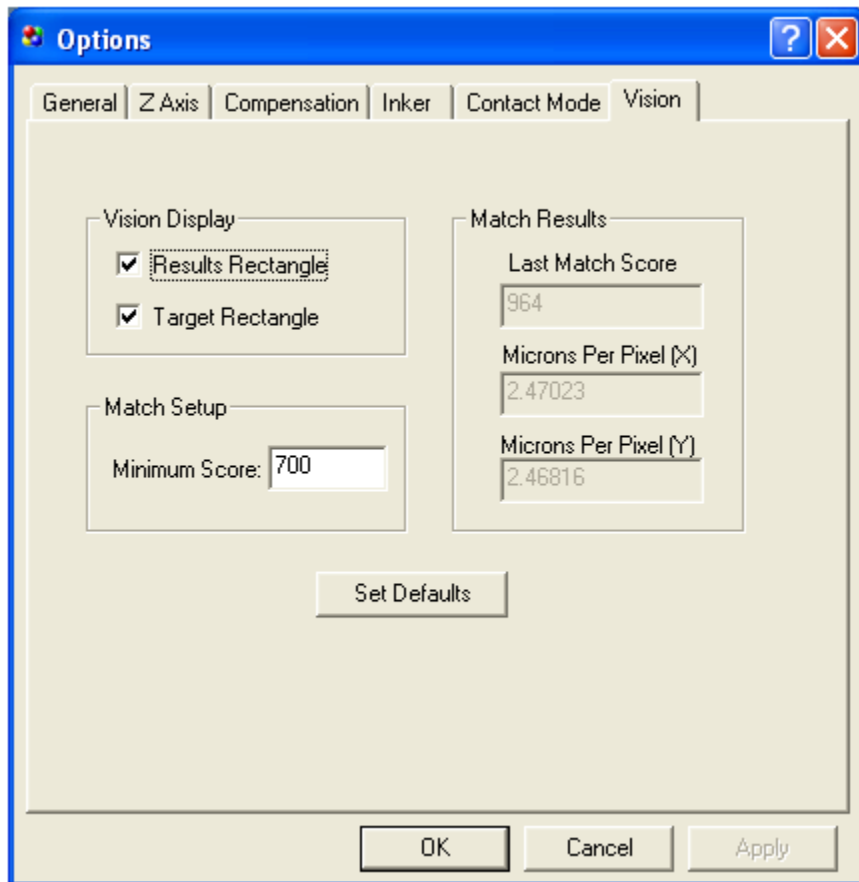 Options
General
Z Axis
Compensation
Inker
Contact Mode
Vision
Vision Display
Results Rectangle
Target Rectangle
Match Setup
Minimum Score: 700
Match Results
Last Match Score
964
Microns Per Pixel (X)
2.47023
Microns Per Pixel (Y)
2.46816
Set Defaults
OK
Cancel
Apply